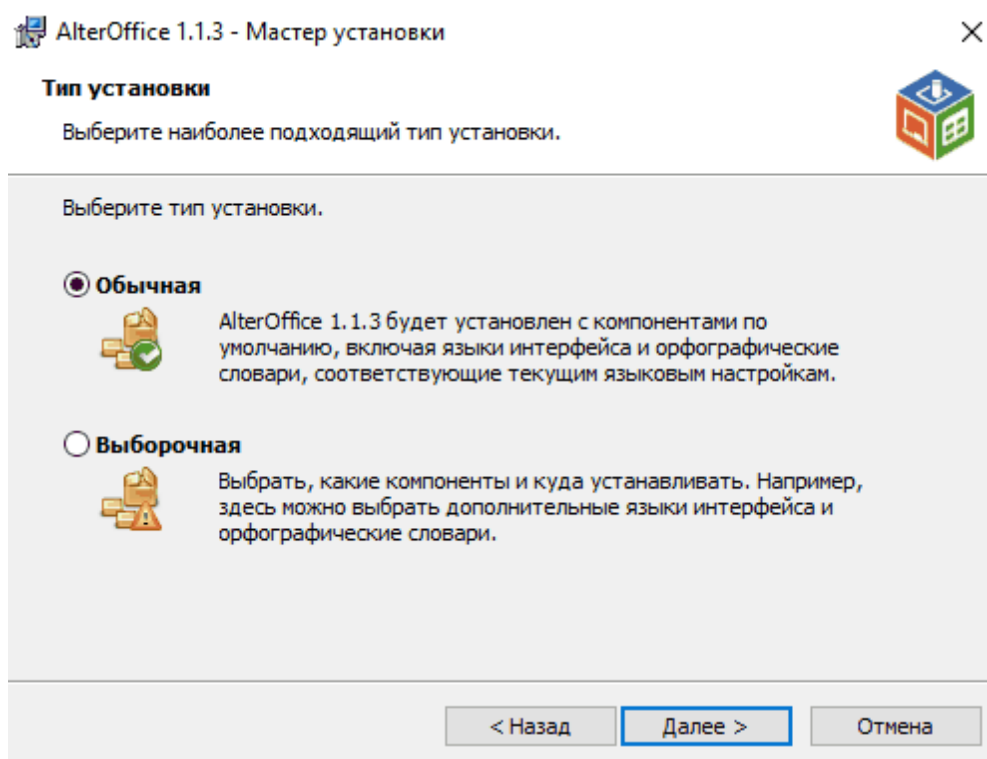 AlterOffice 1.1.3 - Мастер установки
Тип установки
Выберите наиболее подходящий тип установки.
Выберите тип установки.
Обычная
AlterOffice 1.1.3 будет установлен с компонентами по
умолчанию, включая языки интерфейса и орфографические
словари, соответствующие текущим языковым настройкам.
Выборочная
Выбрать, какие компоненты и куда устанавливать. Например,
здесь можно выбрать дополнительные языки интерфейса и
орфографические словари.
< Назад
Далее >
Отмена